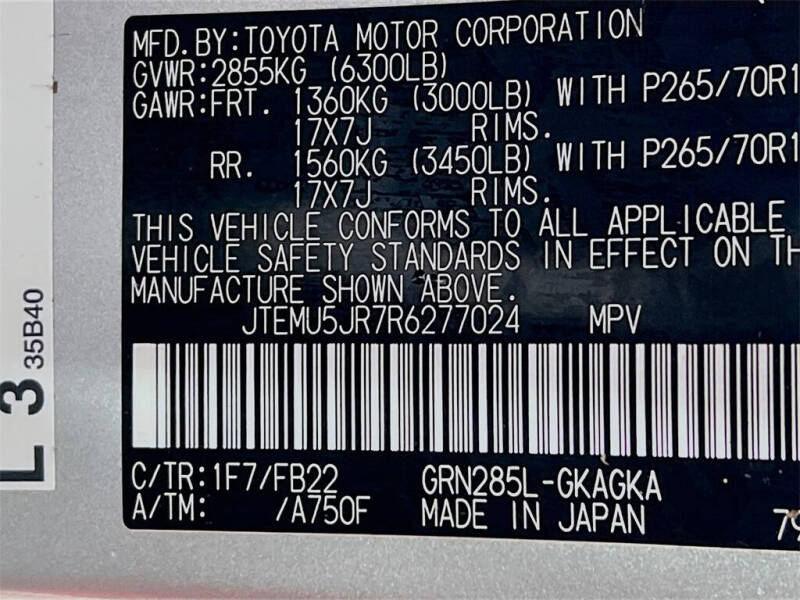 MFD.BY:TOYOTA MOTOR CORPORATION
GVWR:2855KG (6300LB)
GAWR:FRT. 1360KG (3000LB) WITH P265/70R1
17X7J RIMS.
RR. 1560KG (3450LB) WITH P265/70R1
17X7J RIMS.
THIS VEHICLE CONFORMS TO ALL APPLICABLE
VEHICLE SAFETY STANDARDS IN EFFECT ON TH
MANUFACTURE SHOWN ABOVE.
JTEMU5JR7R6277024 MPV
C/TR:1F7/FB22 GRN285L-GKAGKA
A/TM: /A750F MADE IN JAPAN 79
L 3
35B40